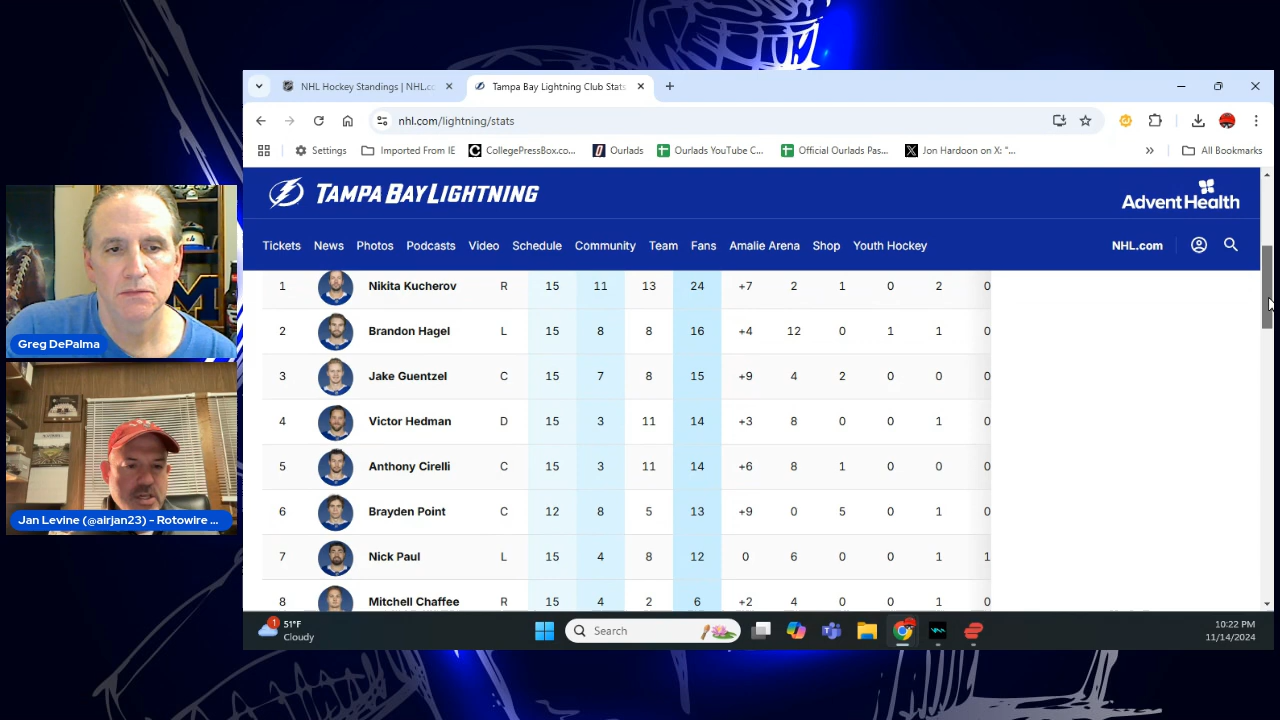 NHL Hockey Standings | NHL.cc
Tampa Bay Lightning Club Stats
nhl.com/lightning/stats
Settings
Imported From IE
CollegePressBox.co...
Ourlads
Ourlads YouTube C...
Official Ourlads Pas...
Jon Hardoon on X: "...
All Bookmarks
TAMPA BAY LIGHTNING
AdventHealth
Tickets News Photos Podcasts Video Schedule Community Team Fans Amalie Arena Shop Youth Hockey NHL.com
1 Nikita Kucherov R 15 11 13 24 +7 2 1 0 2 0
2 Brandon Hagel L 15 8 8 16 +4 12 0 1 1 0
3 Jake Guentzel C 15 7 8 15 +9 4 2 0 0 0
4 Victor Hedman D 15 3 11 14 +3 8 0 0 1 0
5 Anthony Cirelli C 15 3 11 14 +6 8 1 0 0 0
6 Brayden Point C 12 8 5 13 +9 0 5 0 1 0
7 Nick Paul L 15 4 8 12 0 6 0 0 1 1
8 Mitchell Chaffee R 15 4 2 6 +2 4 0 0 1 0
Greg DePalma
Jan Levine (@airjan23) - Rotowire ...
1
51°F
Cloudy
Search
10:22 PM
11/14/2024